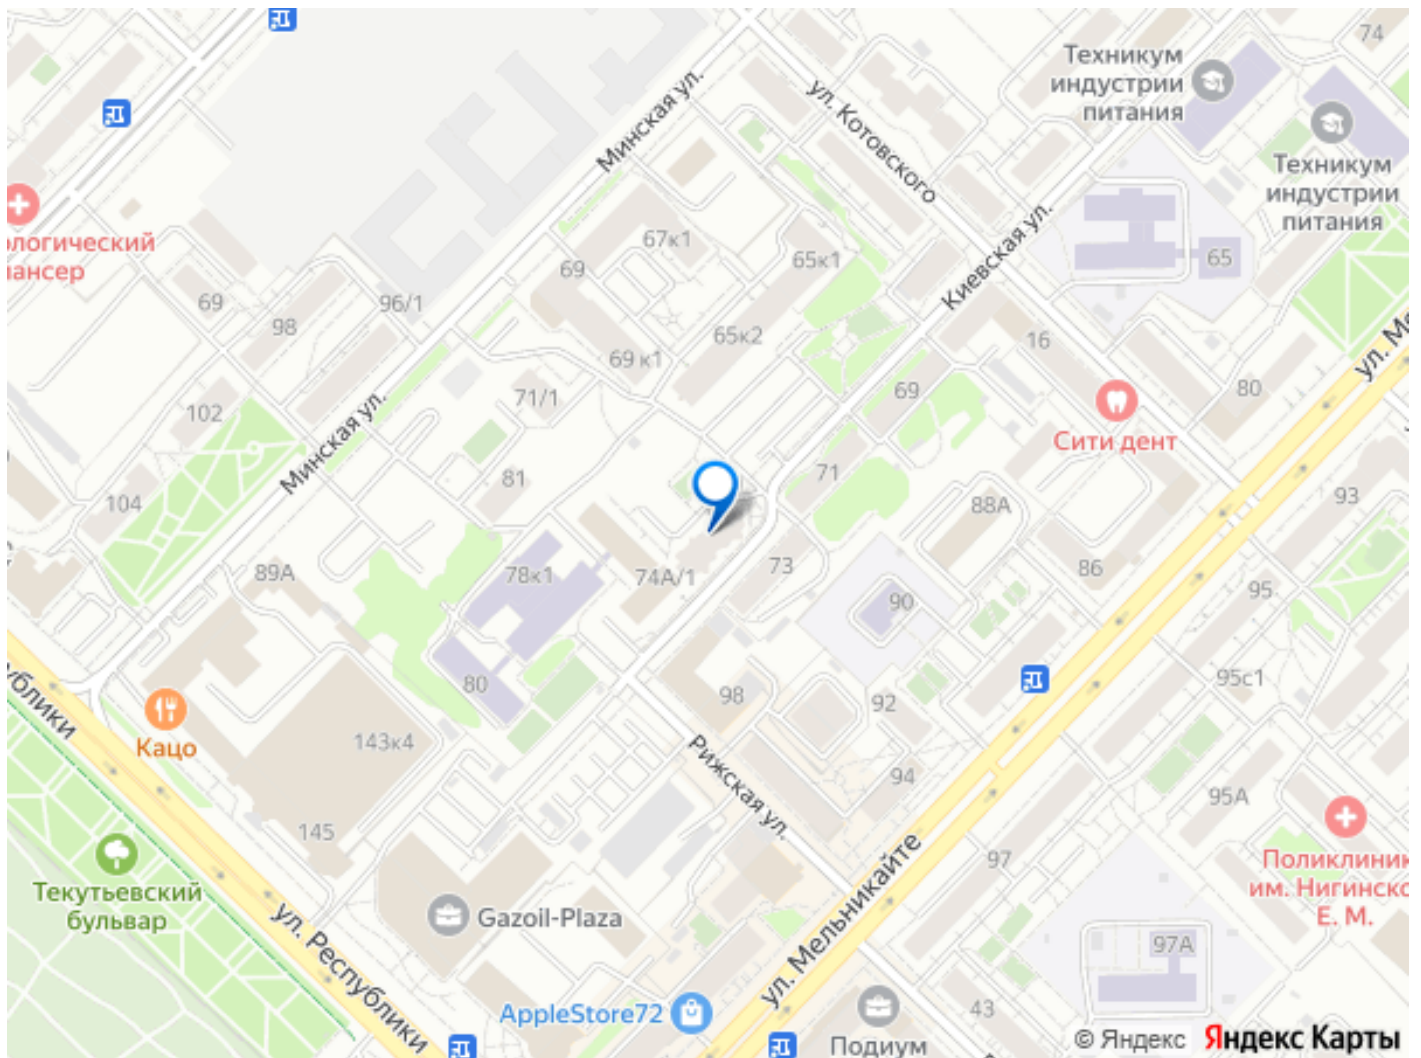 74
Техникум
индустрии
питания
Минская ул.
ул. Котовского
Техникум
индустрии
питания
ологический
ансер
Киевская ул.
67к1
65к1
65
69
69
96/1
98
65к2
16
69 к1
ул. Ме
80
69
71/1
102
Сити дент
Минская ул.
71
81
93
104
88А
73
86
89А
78к1
74А/1
95
90
80
98
92
95с1
ублики
Кацо
143к4
Рижская ул.
94
95А
145
97
Поликлиник
им. Нигинско
Е. М.
Текутьевский
бульвар
ул. Мельникайте
Gazoil-Plaza
ул. Республики
97А
AppleStore72
43
Подиум
© Яндекс Яндекс Карты